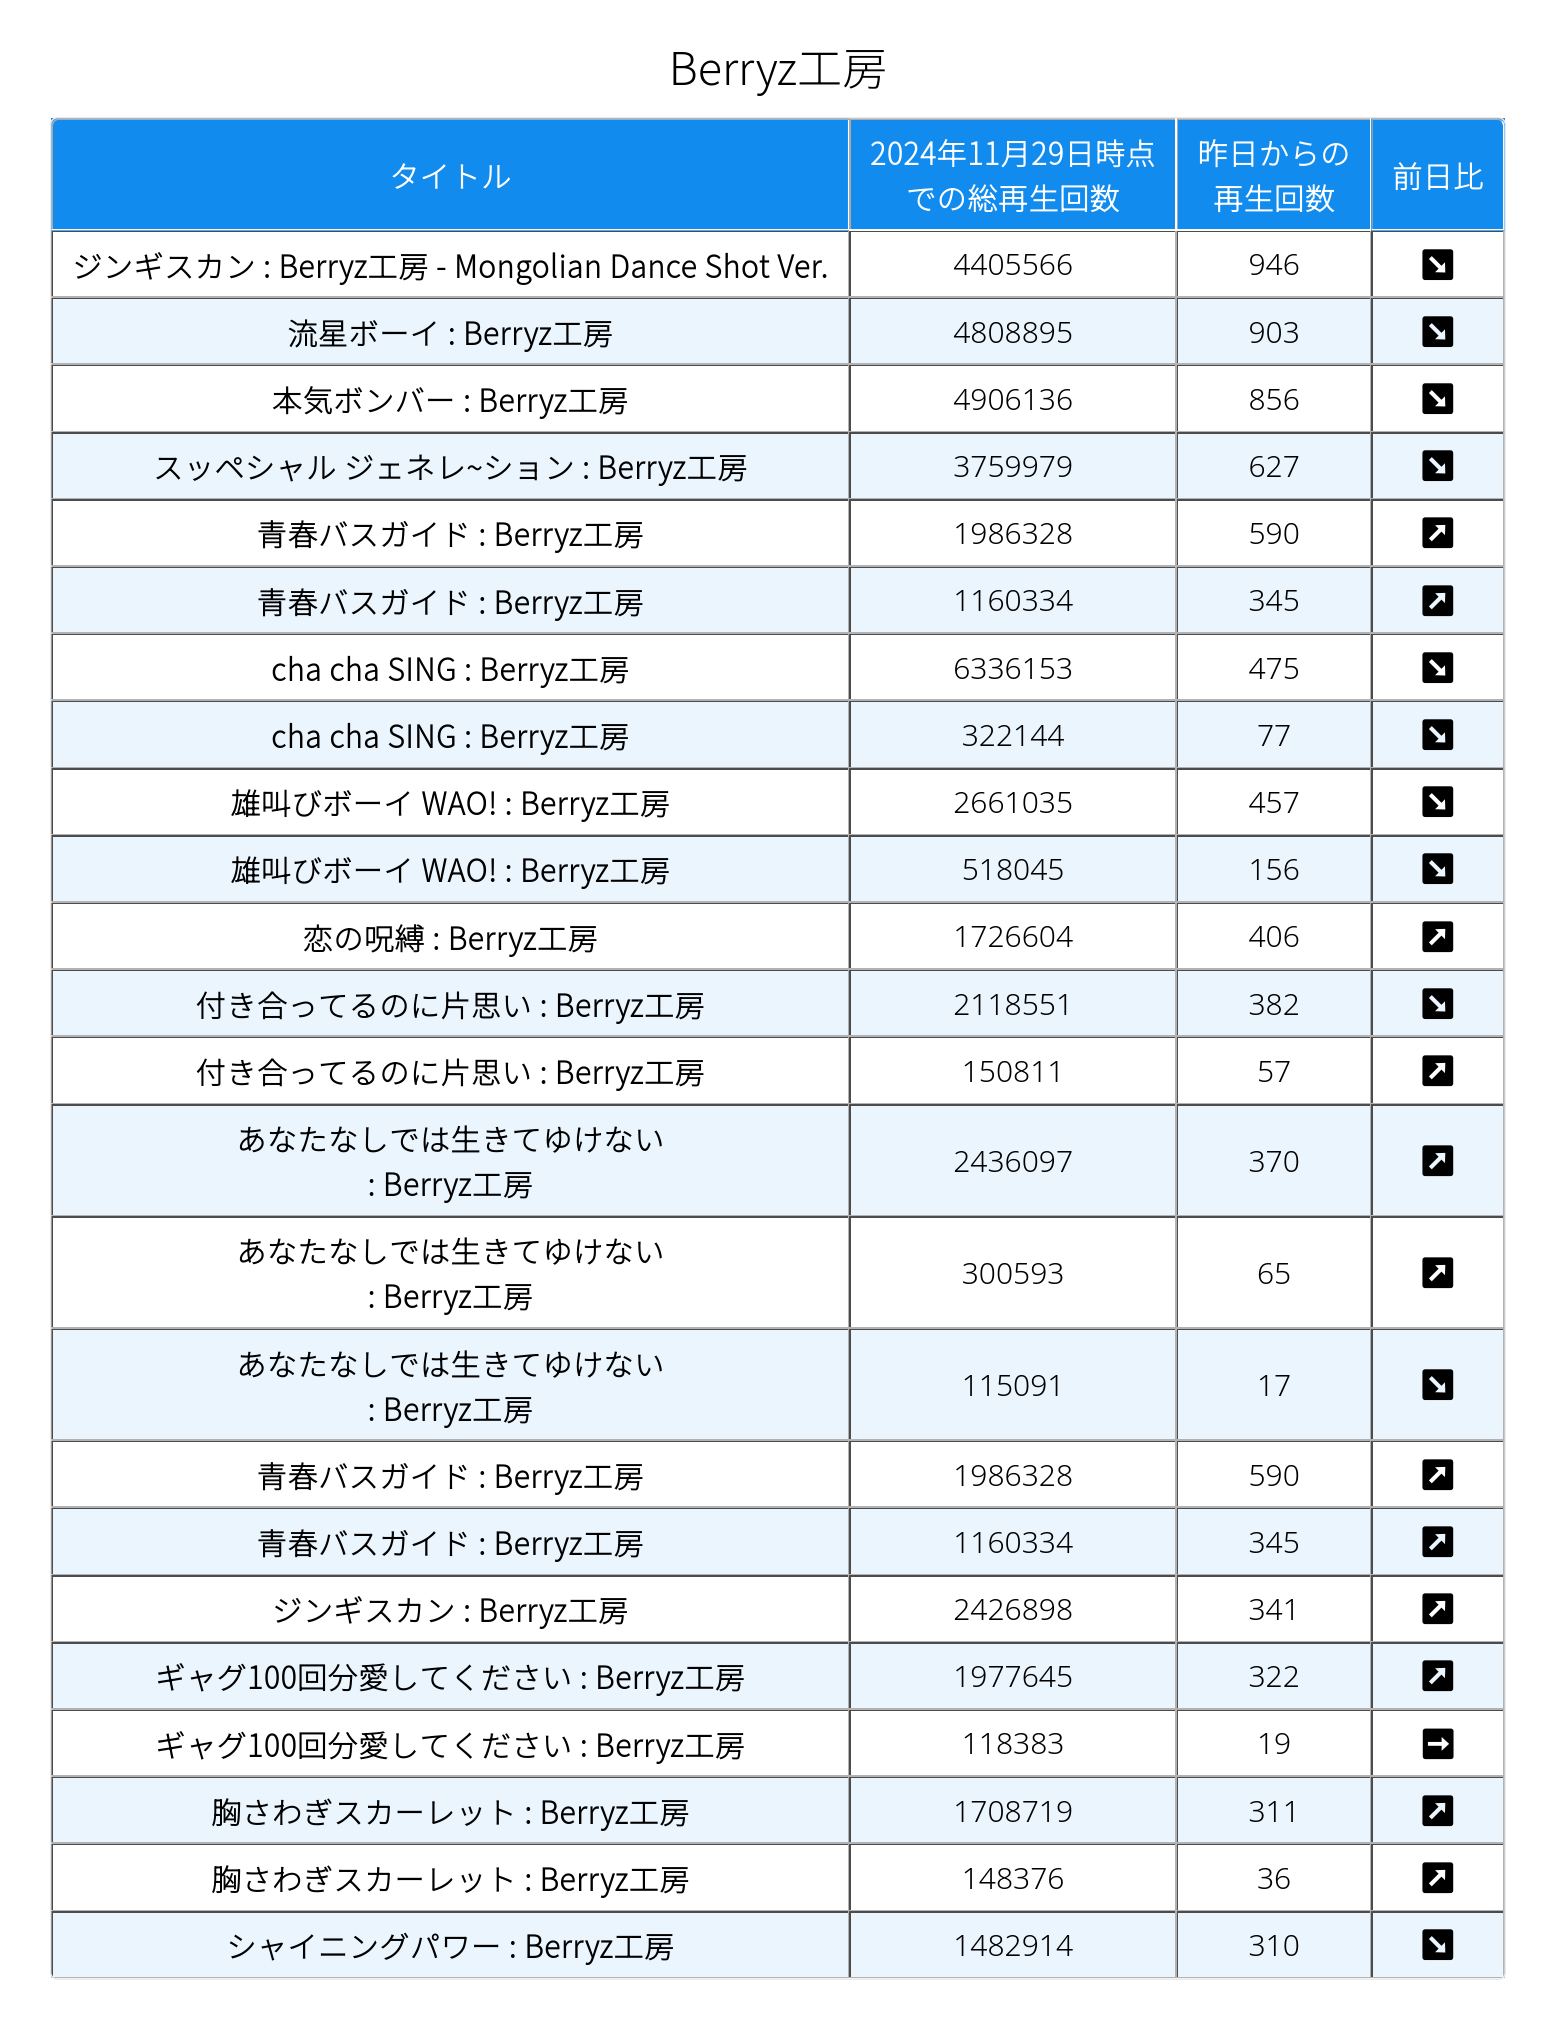 Berryz工房
タイトル 2024年11月29日時点 での総再生回数 昨日からの 再生回数 前日比
ジンギスカン : Berryz工房 - Mongolian Dance Shot Ver. 4405566 946
流星ボーイ : Berryz工房 4808895 903
本気ボンバー : Berryz工房 4906136 856
スッペシャル ジェネレ~ション : Berryz工房 3759979 627
青春バスガイド : Berryz工房 1986328 590
青春バスガイド : Berryz工房 1160334 345
cha cha SING : Berryz工房 6336153 475
cha cha SING : Berryz工房 322144 77
雄叫びボーイ WAO! : Berryz工房 2661035 457
雄叫びボーイ WAO! : Berryz工房 518045 156
恋の呪縛 : Berryz工房 1726604 406
付き合ってるのに片思い : Berryz工房 2118551 382
付き合ってるのに片思い : Berryz工房 150811 57
あなたなしでは生きてゆけない
: Berryz工房 2436097 370
あなたなしでは生きてゆけない
: Berryz工房 300593 65
あなたなしでは生きてゆけない
: Berryz工房 115091 17
青春バスガイド : Berryz工房 1986328 590
青春バスガイド : Berryz工房 1160334 345
ジンギスカン : Berryz工房 2426898 341
ギャグ100回分愛してください : Berryz工房 1977645 322
ギャグ100回分愛してください : Berryz工房 118383 19
胸さわぎスカーレット : Berryz工房 1708719 311
胸さわぎスカーレット : Berryz工房 148376 36
シャイニングパワー : Berryz工房 1482914 310